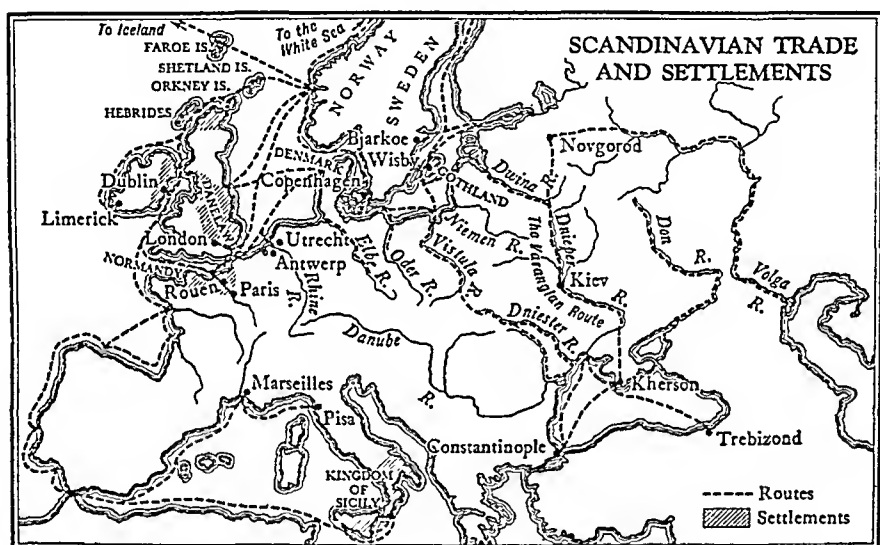 SCANDINAVIAN TRADE
AND SETTLEMENTS
To Iceland
To the
White Sea
FAROE IS.
SHETLAND IS.
ORKNEY IS.
HEBRIDES
NORWAY
SWEDEN
Bjarkoe
Wisby
GOTHLAND
Novgorod
DENMARK
Copenhagen
Dublin
Limerick
London
Utrecht
Antwerp
NORMANDY
Rouen
Paris
Rhine
R.
Elbe R.
Oder R.
Vistula R.
Niemen R.
Dwina R.
Dnieper
R.
The Varangian
Route
Kiev
Don
R.
Volga
R.
Dniester R.
Danube
R.
Kherson
Trebizond
Constantinople
Marseilles
Pisa
KINGDOM
OF
SICILY
Routes
Settlements